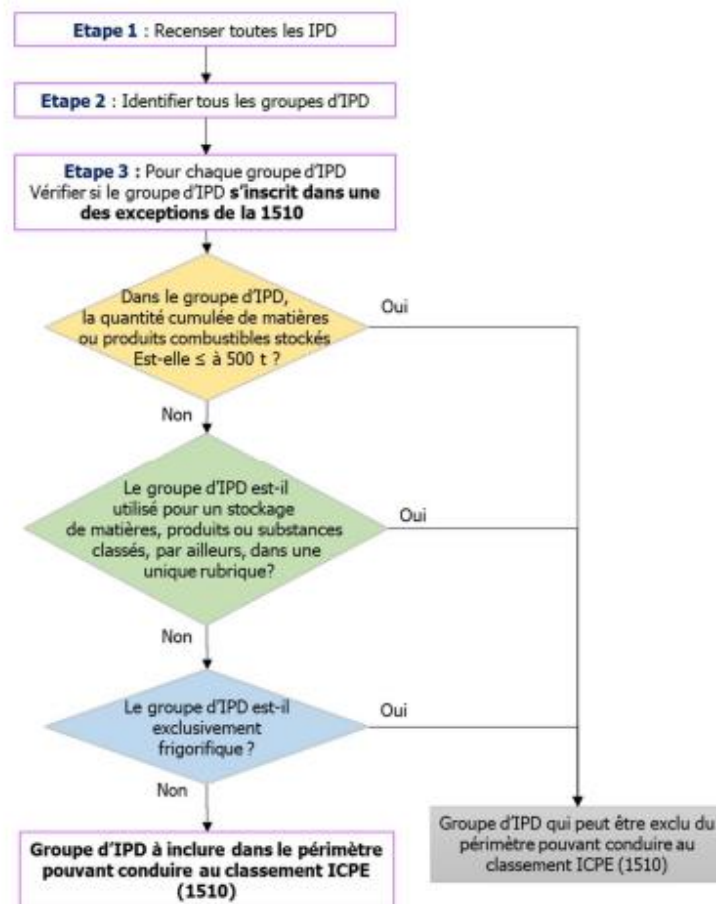 Etape 1 : Recenser toutes les IPD
Etape 2 : Identifier tous les groupes d'IPD
Etape 3 : Pour chaque groupe d'IPD
Vérifier si le groupe d'IPD s'inscrit dans une
des exceptions de la 1510
Dans le groupe d'IPD,
la quantité cumulée de matières
ou produits combustibles stockés
Est-elle ≤ à 500 t ?
Oui
Non
Le groupe d'IPD est-il
utilisé pour un stockage
de matières, produits ou substances
classés, par ailleurs, dans une
unique rubrique?
Oui
Non
Le groupe d'IPD est-il
exclusivement
frigorifique ?
Oui
Non
Groupe d'IPD à inclure dans le périmètre
pouvant conduire au classement ICPE
(1510)
Groupe d'IPD qui peut être exclu du
périmètre pouvant conduire au
classement ICPE (1510)